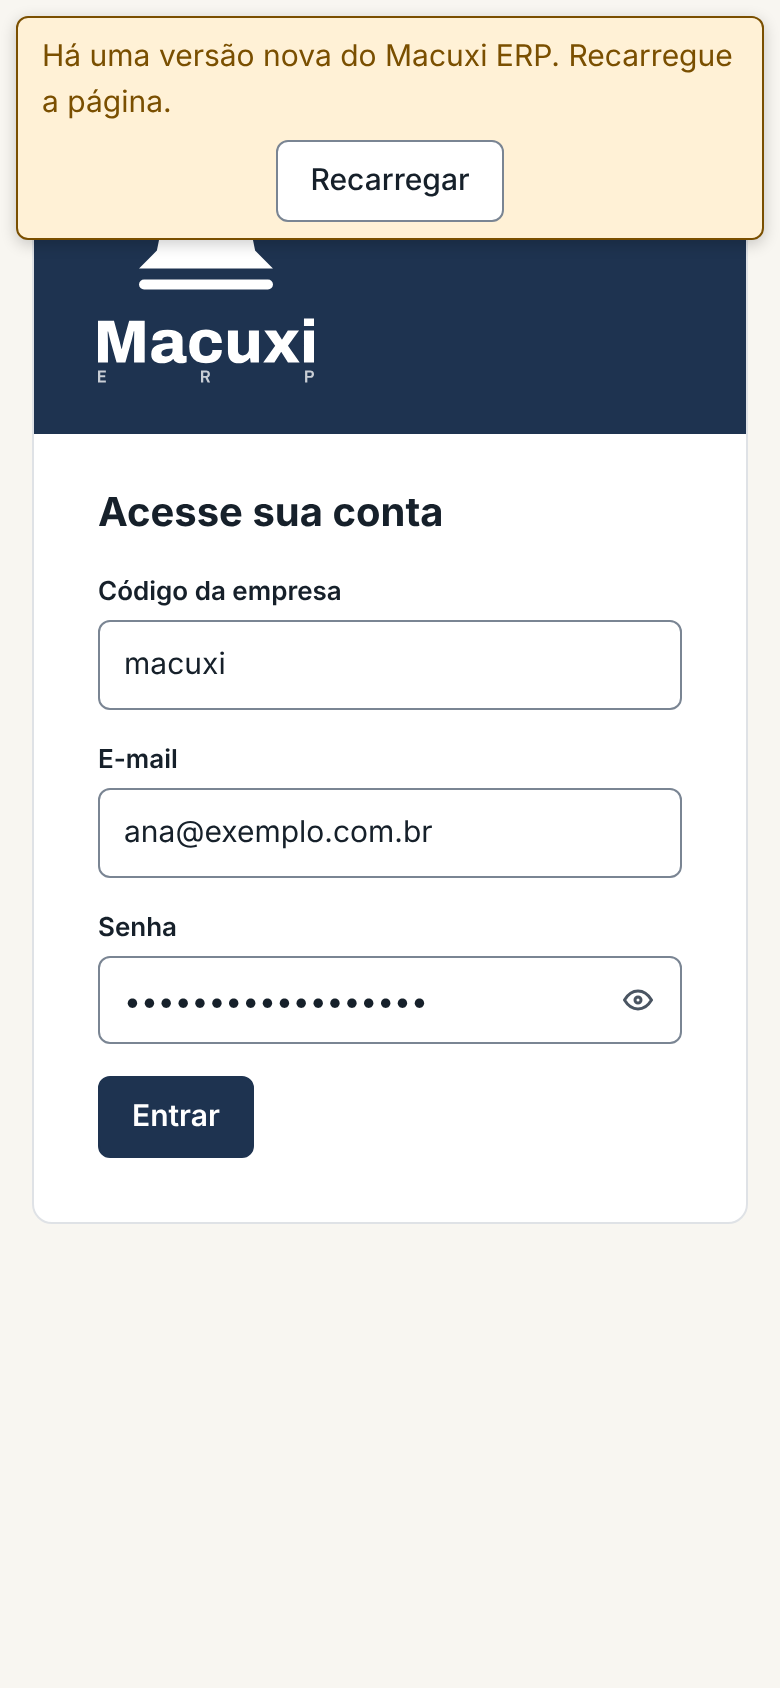 Há uma versão nova do Macuxi ERP. Recarregue
a página.
Recarregar
Macuxi
E R P
Acesse sua conta
Código da empresa
macuxi
E-mail
ana@exemplo.com.br
Senha
••••••••••••••••••
Entrar